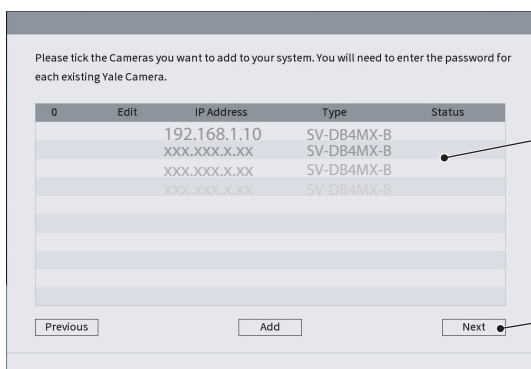 Please tick the Cameras you want to add to your system. You will need to enter the password for
each existing Yale Camera.
0 Edit IP Address Type Status
192.168.1.10 SV-DB4MX-B
xxx.xxx.x.xx SV-DB4MX-B
xxx.xxx.x.xx SV-DB4MX-B
xxx.xxx.x.xx SV-DB4MX-B
Previous Add Next